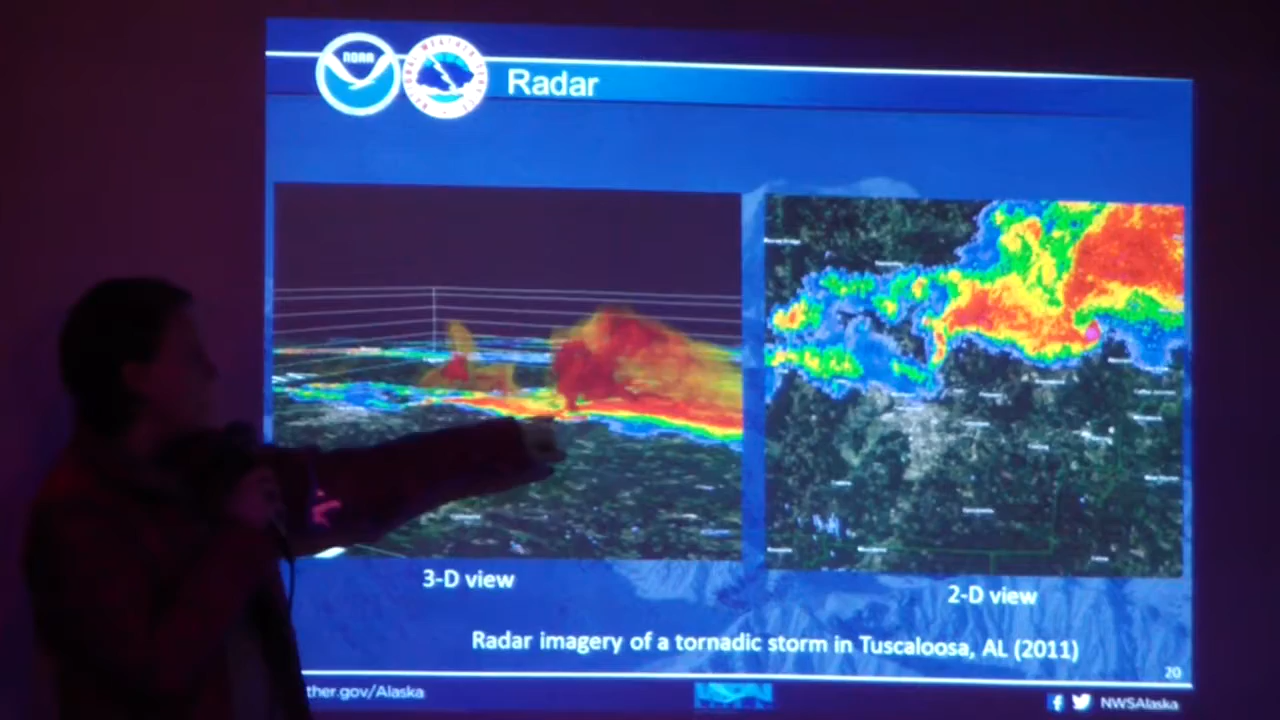 NOAA
Radar
3-D view
2-D view
Radar imagery of a tornadic storm in Tuscaloosa, AL (2011)
20
ther.gov/Alaska
NWSAlaska